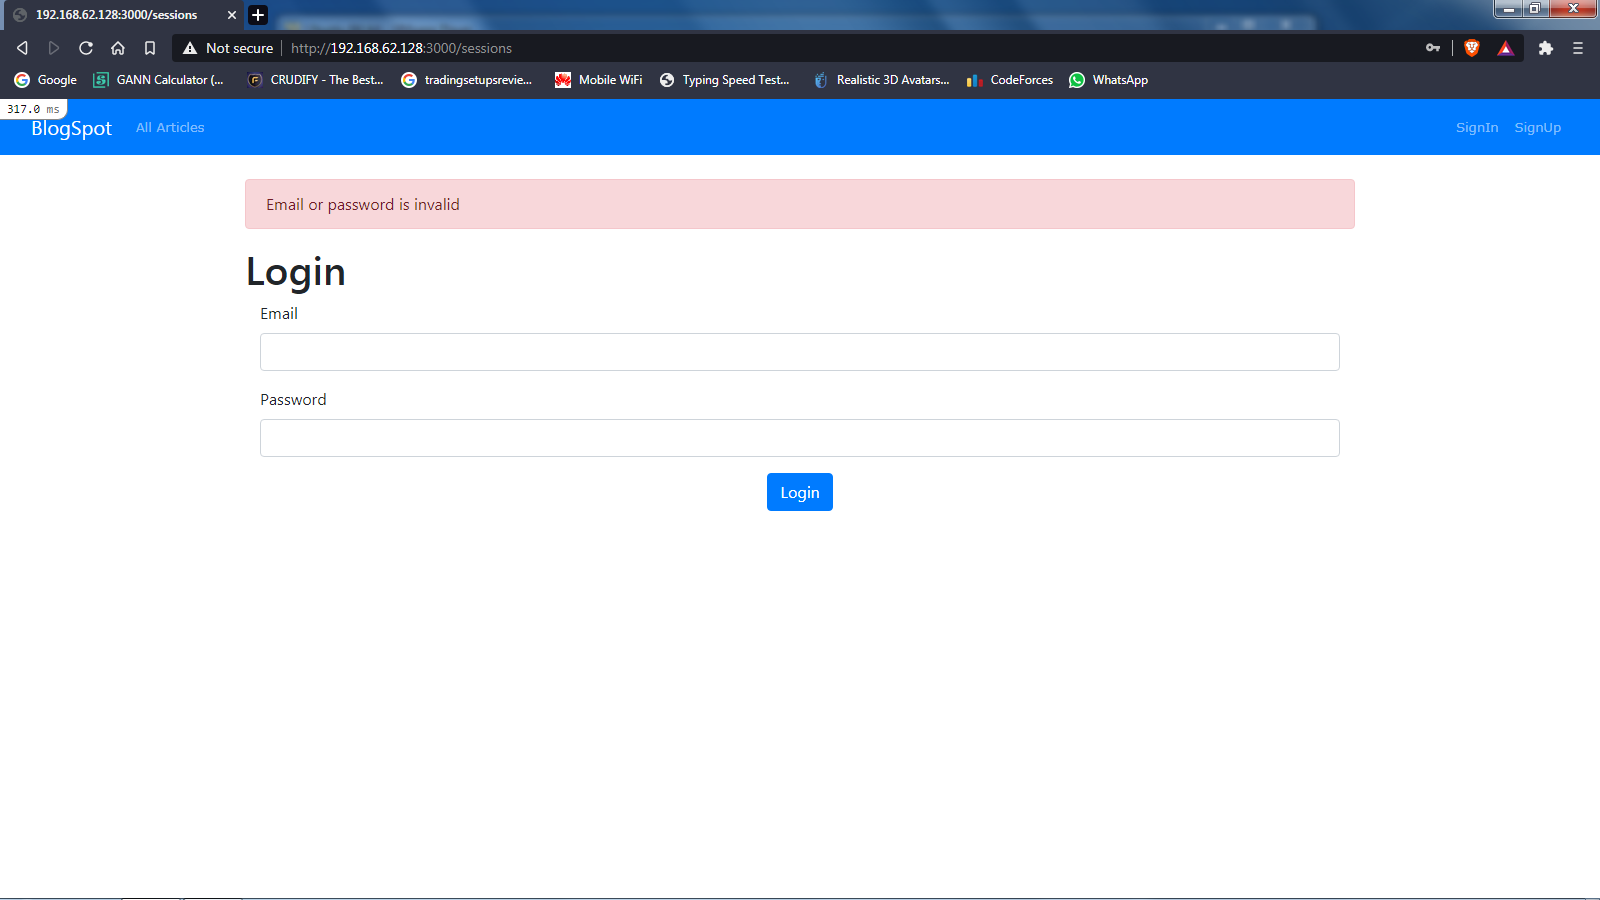 192.168.62.128:3000/sessions
Not secure http://192.168.62.128:3000/sessions
Google GANN Calculator (... CRUDIFY - The Best... tradingsetupsrevie... Mobile WiFi Typing Speed Test... Realistic 3D Avatars... CodeForces WhatsApp
317.0 ms
BlogSpot All Articles SignIn SignUp
Email or password is invalid
Login
Email
Password
Login